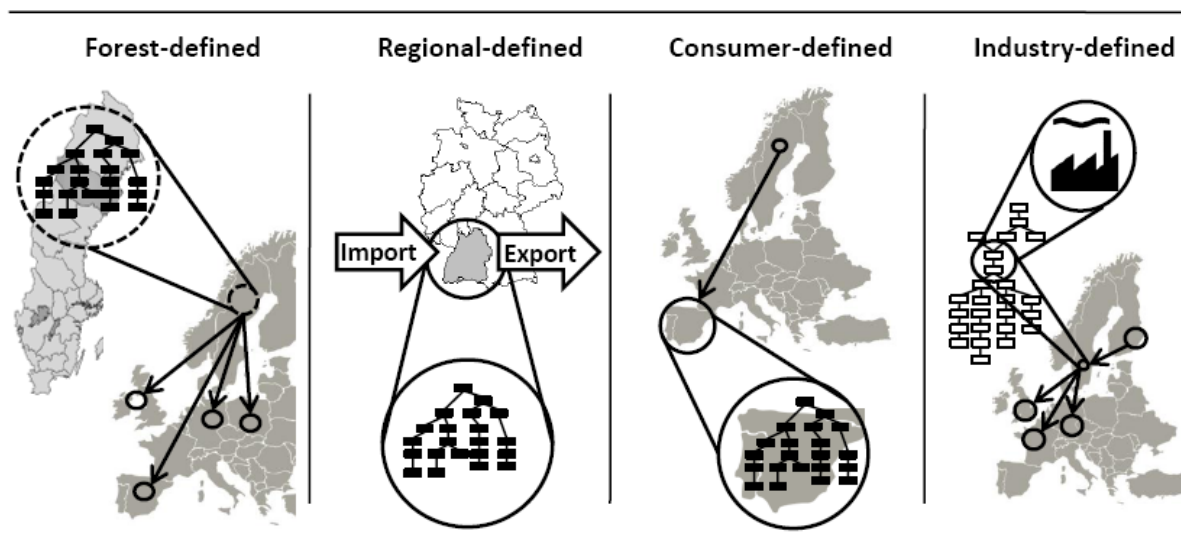 Forest-defined
Regional-defined
Consumer-defined
Industry-defined
Import
Export